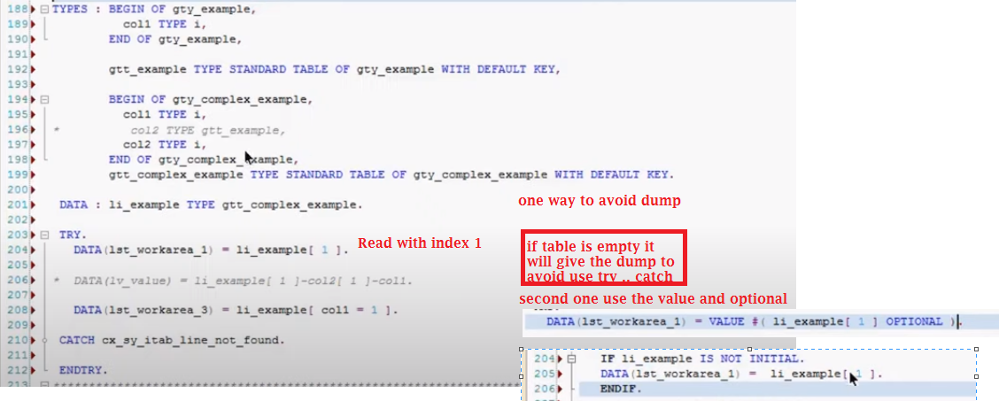 188 TYPES : BEGIN OF gty_example,
189 col1 TYPE i,
190 END OF gty_example,
191
192 gtt_example TYPE STANDARD TABLE OF gty_example WITH DEFAULT KEY,
193
194 BEGIN OF gty_complex_example,
195 col1 TYPE i,
196 * col2 TYPE gtt_example,
197 col2 TYPE i,
198 END OF gty_complex_example,
199 gtt_complex_example TYPE STANDARD TABLE OF gty_complex_example WITH DEFAULT KEY.
200
201 DATA : li_example TYPE gtt_complex_example.
202
203 TRY.
204 DATA(lst_workarea_1) = li_example[ 1 ].
205
206 * DATA(lv_value) = li_example[ 1 ]-col2[ 1 ]-col1.
207
208 DATA(lst_workarea_3) = li_example[ col1 = 1 ].
209
210 CATCH cx_sy_itab_line_not_found.
211
212 ENDTRY.
213 ********************************
Read with index 1
one way to avoid dump
if table is empty it
will give the dump to
avoid use try .. catch
second one use the value and optional
DATA(lst_workarea_1) = VALUE #( li_example[ 1 ] OPTIONAL ).
204 IF li_example IS NOT INITIAL.
205 DATA(lst_workarea_1) = li_example[ 1 ].
206 ENDIF.